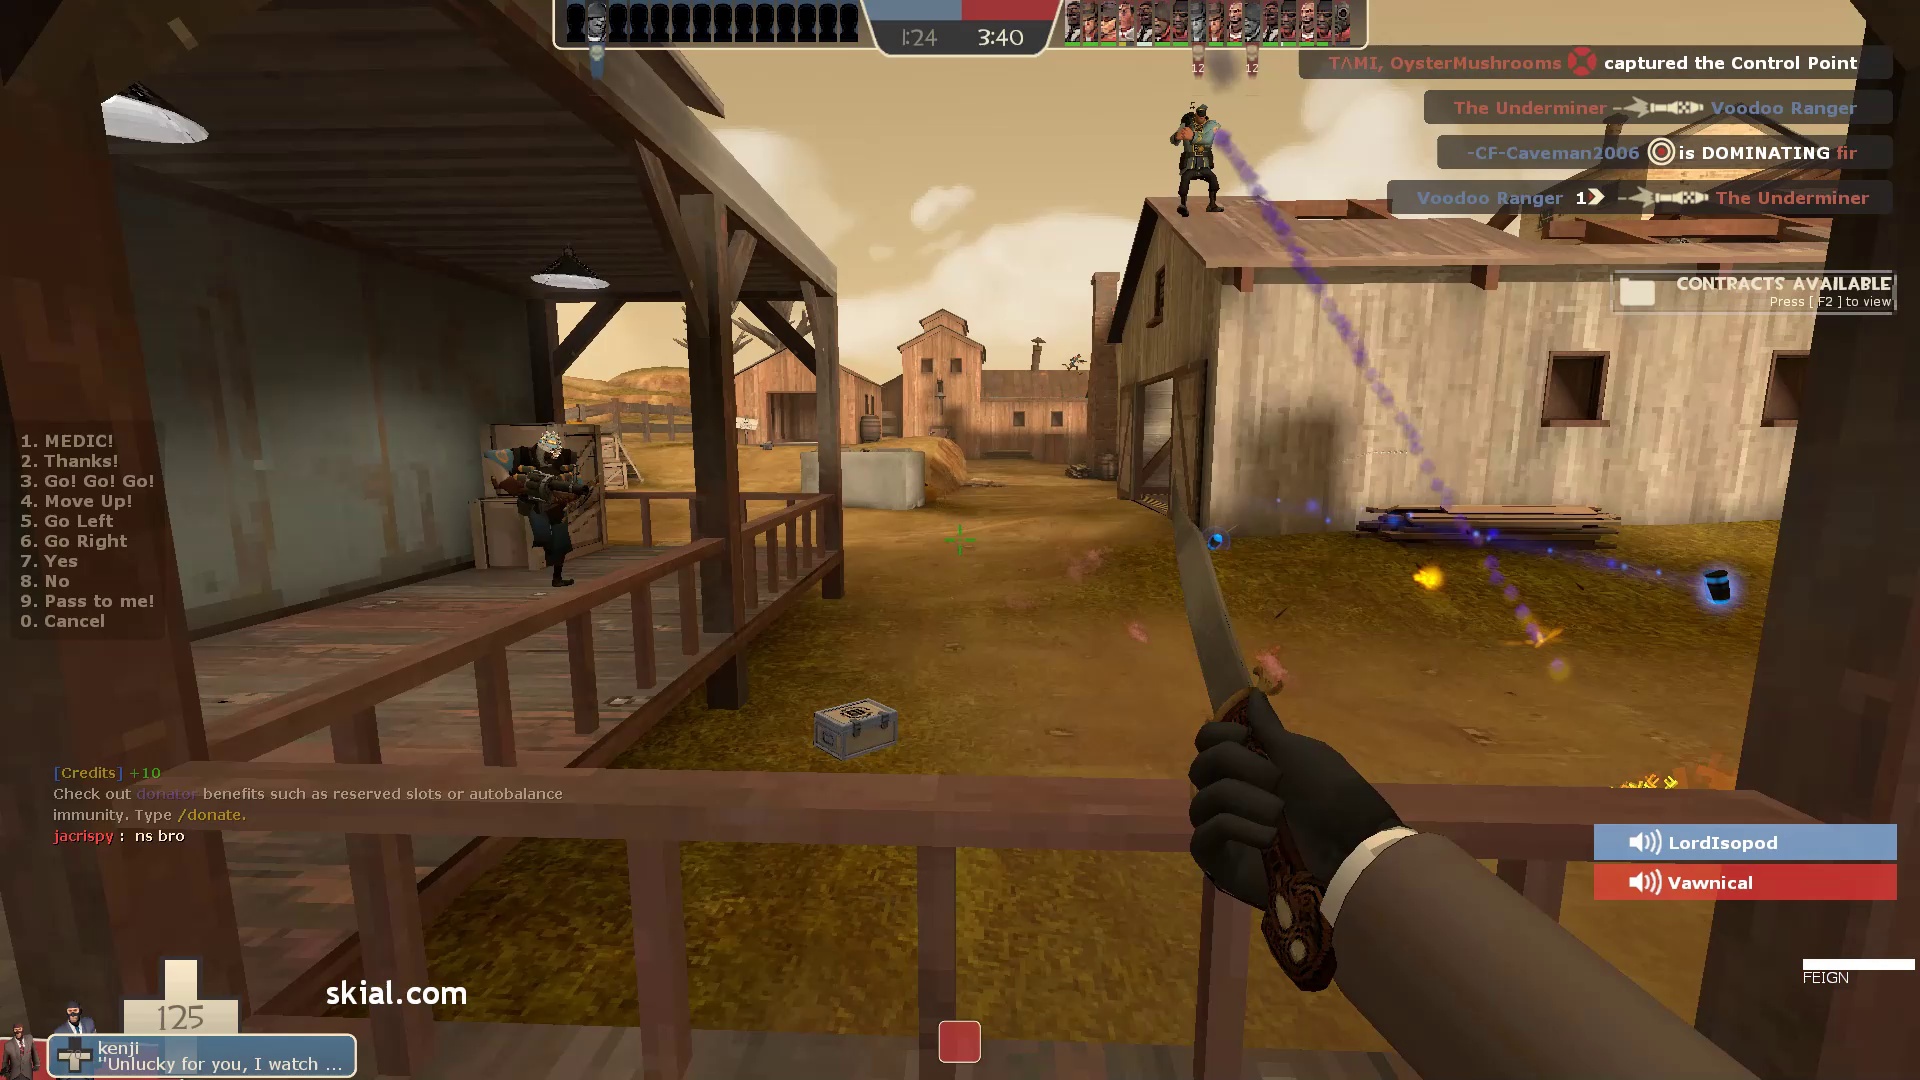 1:24
3:40
12
12
TΛMI, OysterMushrooms captured the Control Point
The Underminer Voodoo Ranger
-CF-Caveman2006 is DOMINATING fir
Voodoo Ranger 1 The Underminer
CONTRACTS AVAILABLE
Press [ F2 ] to view
1. MEDIC!
2. Thanks!
3. Go! Go! Go!
4. Move Up!
5. Go Left
6. Go Right
7. Yes
8. No
9. Pass to me!
0. Cancel
[Credits] +10
Check out donator benefits such as reserved slots or autobalance
immunity. Type /donate.
jacrispy : ns bro
LordIsopod
Vawnical
FEIGN
skial.com
125
kenji
"Unlucky for you, I watch ...